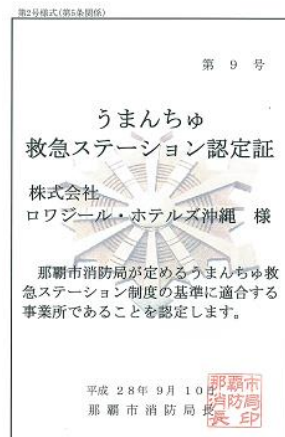 第2号様式(第5条関係)
第 9 号
うまんちゅ
救急ステーション認定証
株式会社
ロワジール・ホテルズ沖縄 様
那覇市消防局が定めるうまんちゅ救
急ステーション制度の基準に適合する
事業所であることを認定します。
平成 28年 9月 10日
那覇市消防局長
那覇市
消防局
長印